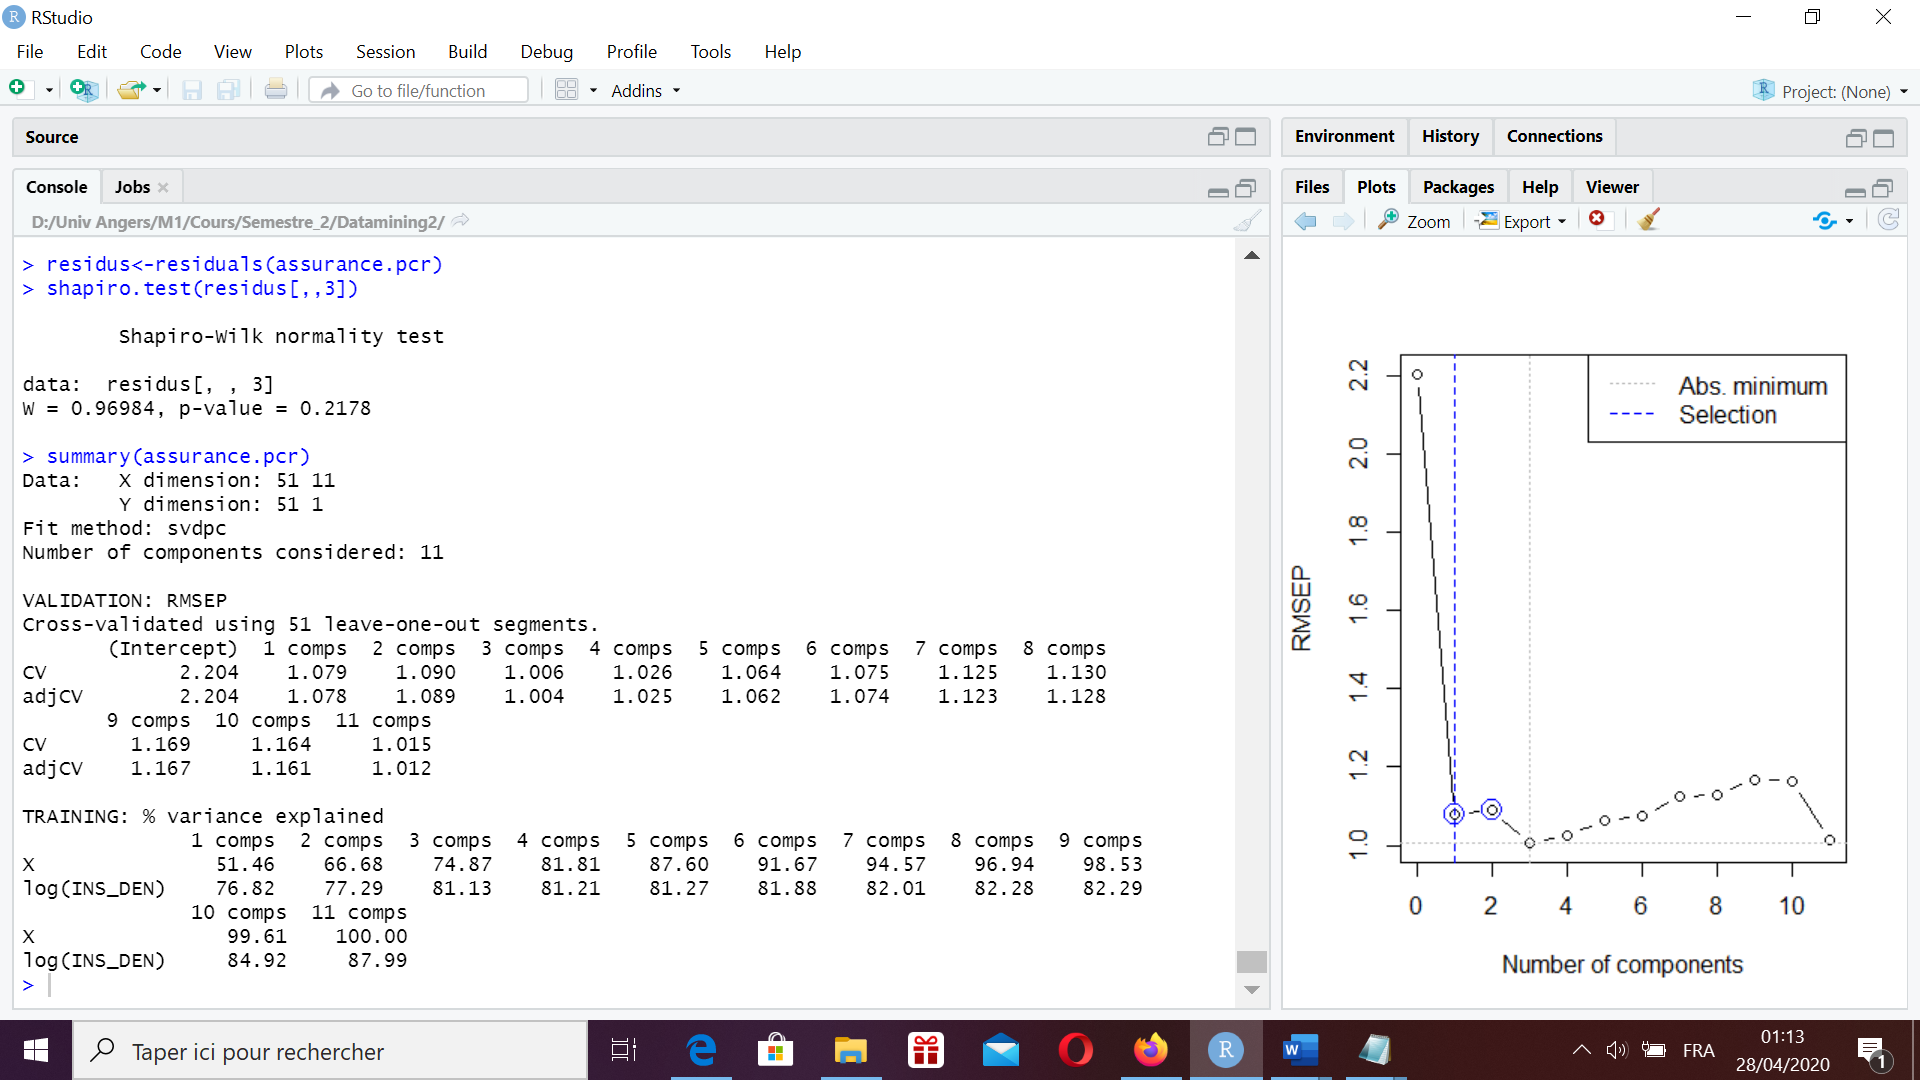 RStudio
File Edit Code View Plots Session Build Debug Profile Tools Help
Go to file/function Addins Project: (None)
Source
Console Jobs
D:/Univ Angers/M1/Cours/Semestre_2/Datamining2/
> residus<-residuals(assurance.pcr)
> shapiro.test(residus[,,3])
Shapiro-Wilk normality test
data:  residus[, , 3]
W = 0.96984, p-value = 0.2178
> summary(assurance.pcr)
Data: X dimension: 51 11
Y dimension: 51 1
Fit method: svdpc
Number of components considered: 11
VALIDATION: RMSEP
Cross-validated using 51 leave-one-out segments.
(Intercept) 1 comps 2 comps 3 comps 4 comps 5 comps 6 comps 7 comps 8 comps
CV 2.204 1.079 1.090 1.006 1.026 1.064 1.075 1.125 1.130
adjCV 2.204 1.078 1.089 1.004 1.025 1.062 1.074 1.123 1.128
9 comps 10 comps 11 comps
CV 1.169 1.164 1.015
adjCV 1.167 1.161 1.012
TRAINING: % variance explained
1 comps 2 comps 3 comps 4 comps 5 comps 6 comps 7 comps 8 comps 9 comps
X 51.46 66.68 74.87 81.81 87.60 91.67 94.57 96.94 98.53
log(INS_DEN) 76.82 77.29 81.13 81.21 81.27 81.88 82.01 82.28 82.29
10 comps 11 comps
X 99.61 100.00
log(INS_DEN) 84.92 87.99
>
Environment History Connections
Files Plots Packages Help Viewer
Zoom Export
Abs. minimum
Selection
RMSEP
2.2
2.0
1.8
1.6
1.4
1.2
1.0
0 2 4 6 8 10
Number of components
Taper ici pour rechercher
FRA
01:13
28/04/2020
1